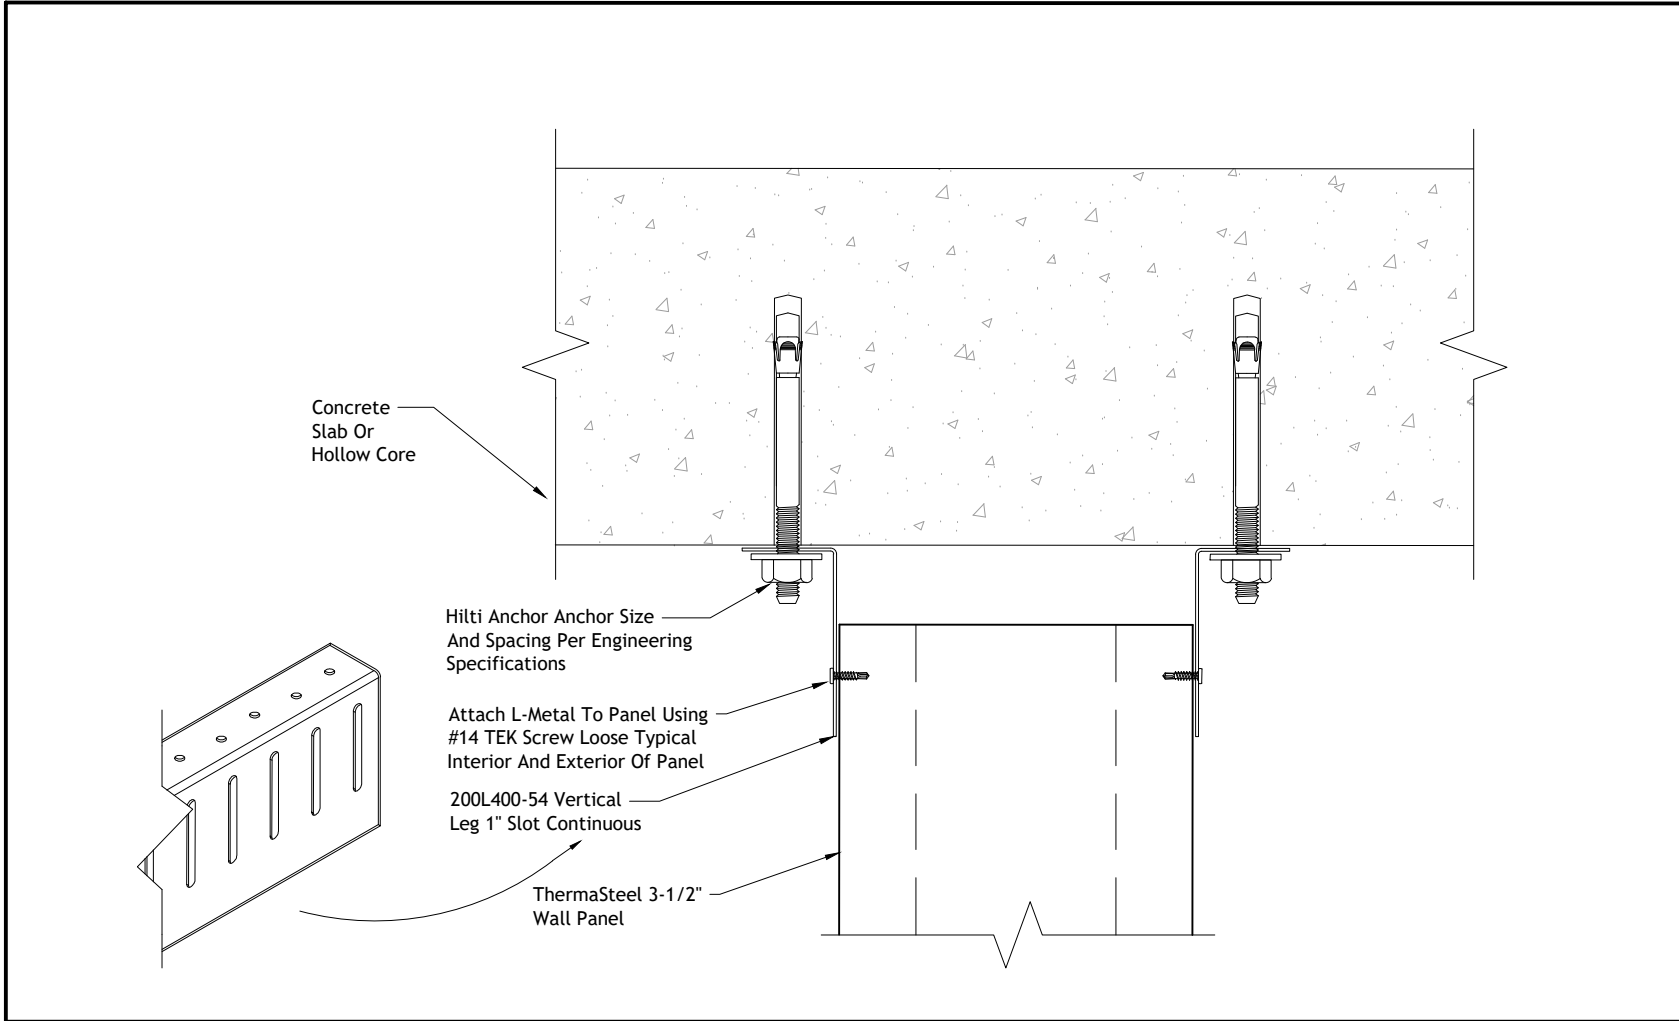 Concrete
Slab Or
Hollow Core
Hilti Anchor Anchor Size
And Spacing Per Engineering
Specifications
Attach L-Metal To Panel Using
#14 TEK Screw Loose Typical
Interior And Exterior Of Panel
200L400-54 Vertical
Leg 1" Slot Continuous
ThermaSteel 3-1/2"
Wall Panel